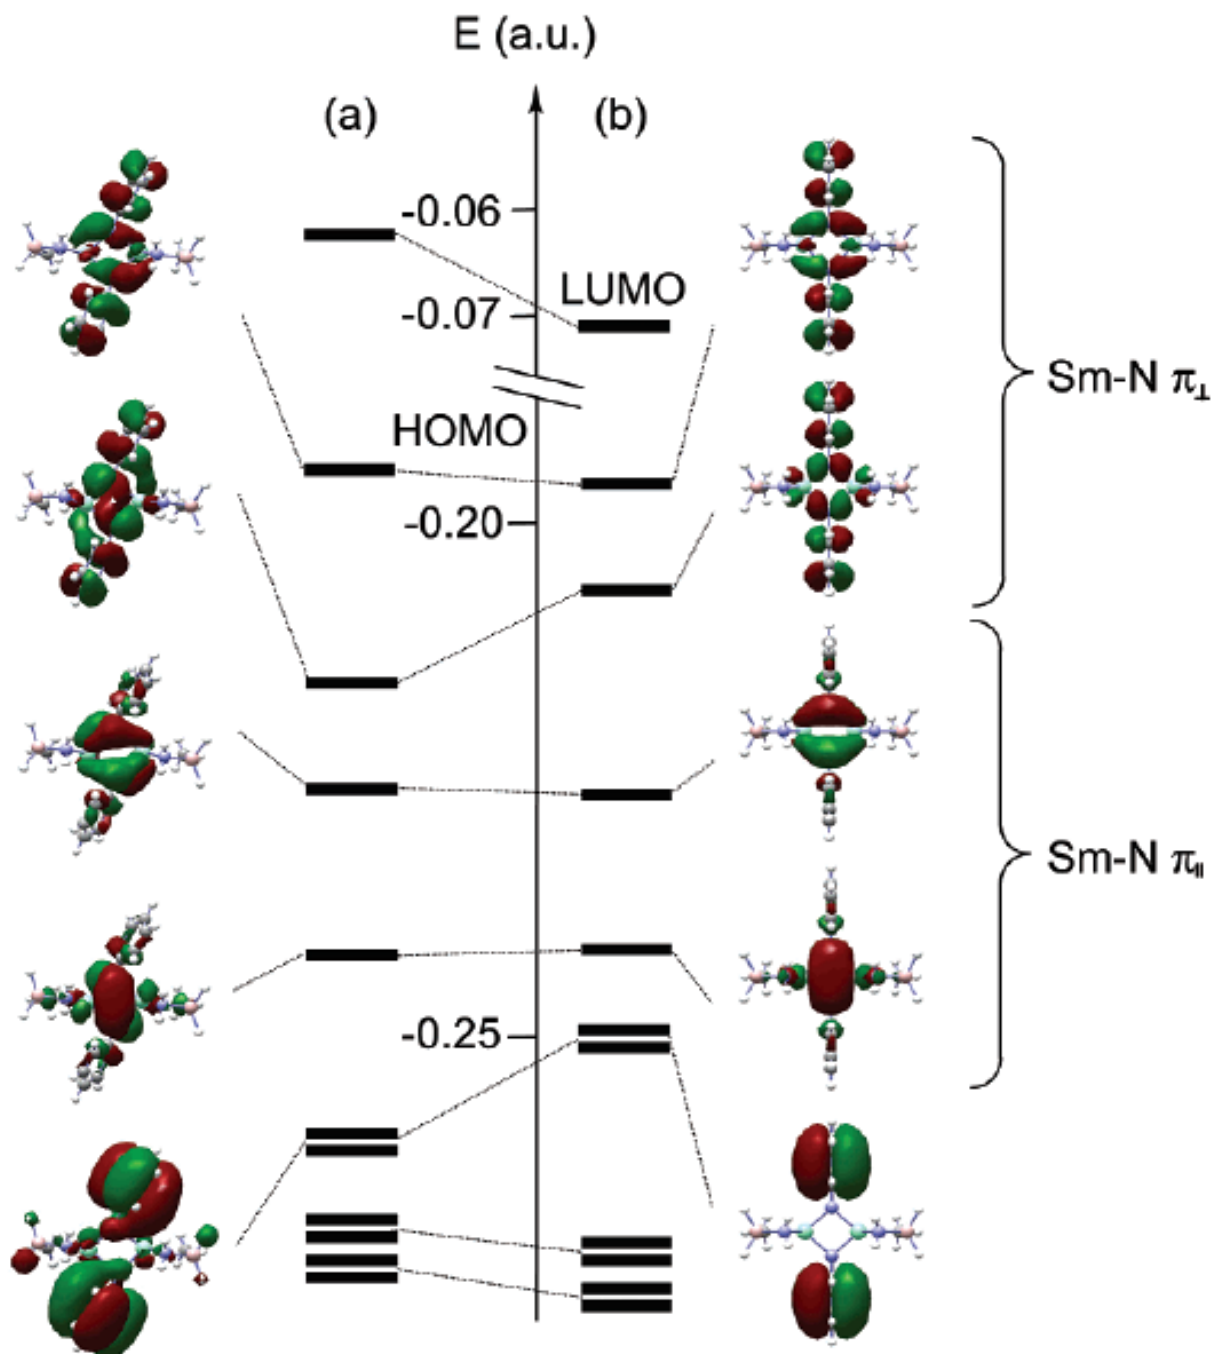 E (a.u.)
(a)
(b)
-0.06
LUMO
-0.07
Sm-N π⊥
HOMO
-0.20
Sm-N π∥
-0.25